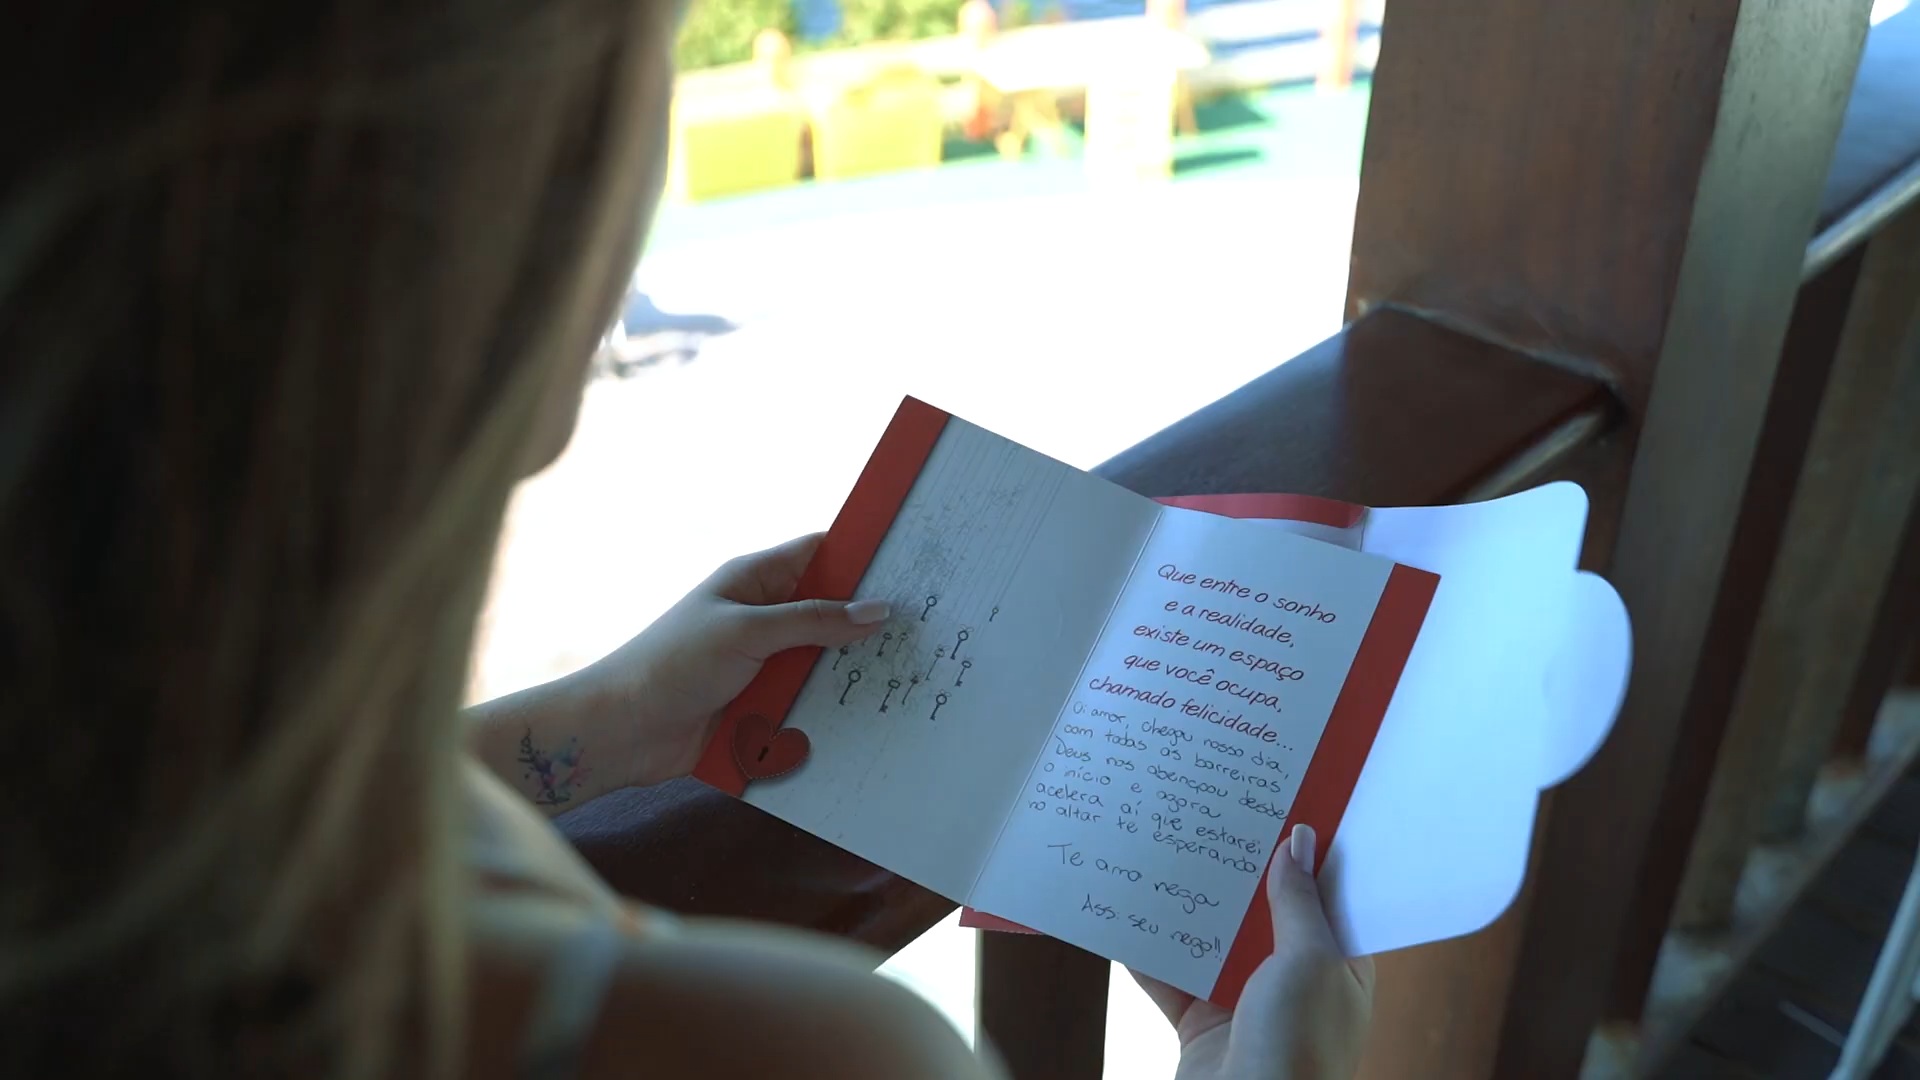 Que entre o sonho
e a realidade,
existe um espaço
que você ocupa,
chamado felicidade...
Oi amor, chegou nosso dia,
com todas as barreiras
Deus nos abençoou desde
o início e agora
acelera aí que estarei
no altar te esperando.
Te amo nega
Ass: seu nego!!